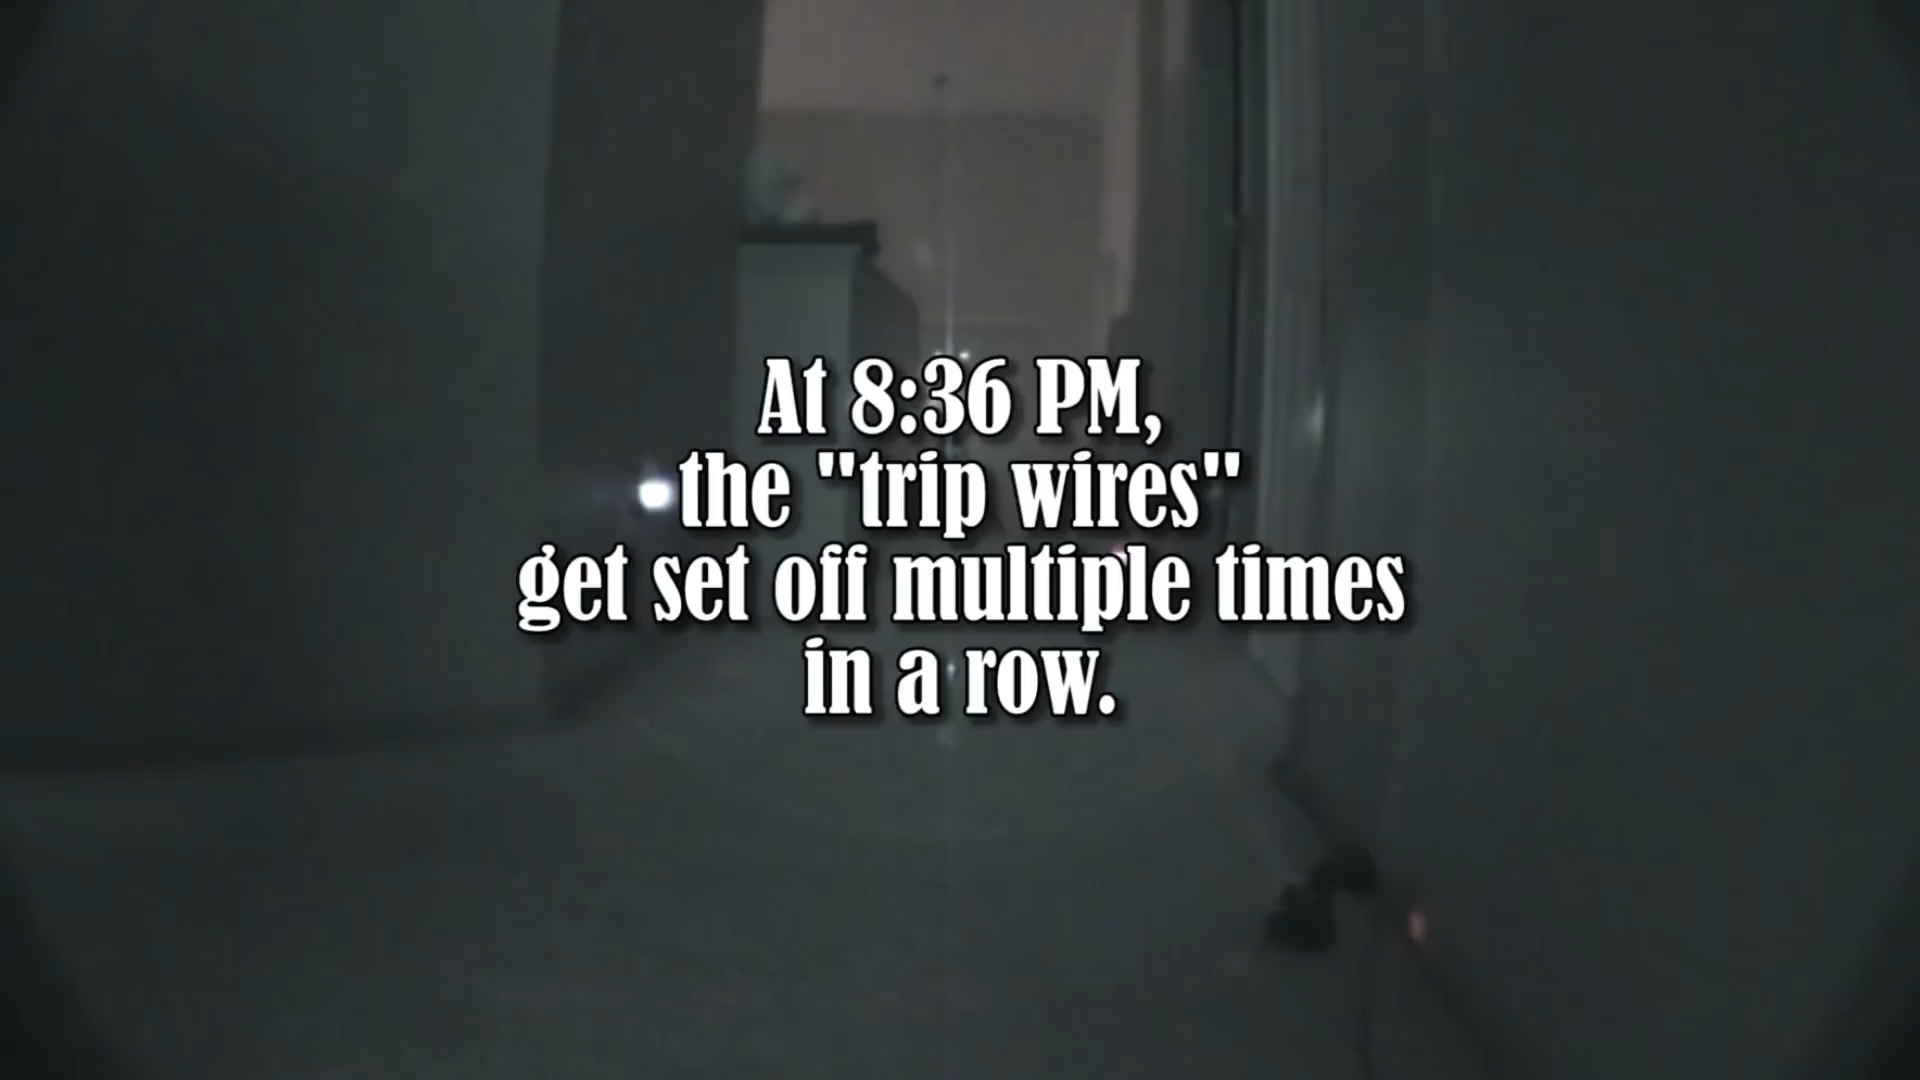 At 8:36 PM,
the "trip wires"
get set off multiple times
in a row.